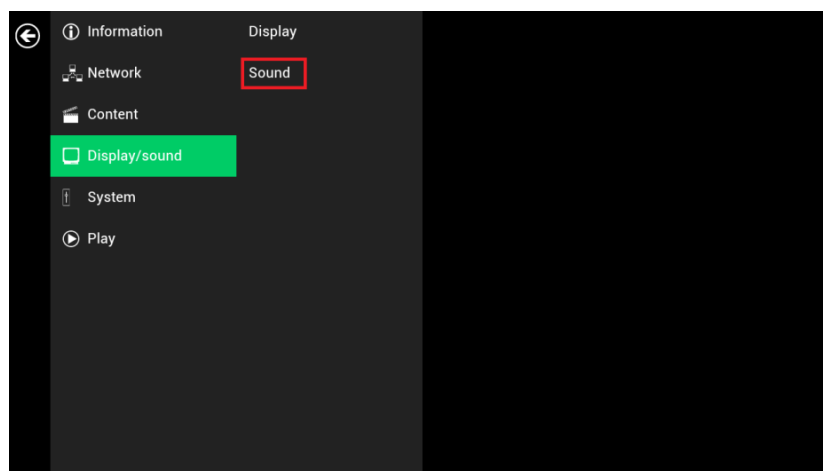 Information
Network
Content
Display/sound
System
Play
Display
Sound